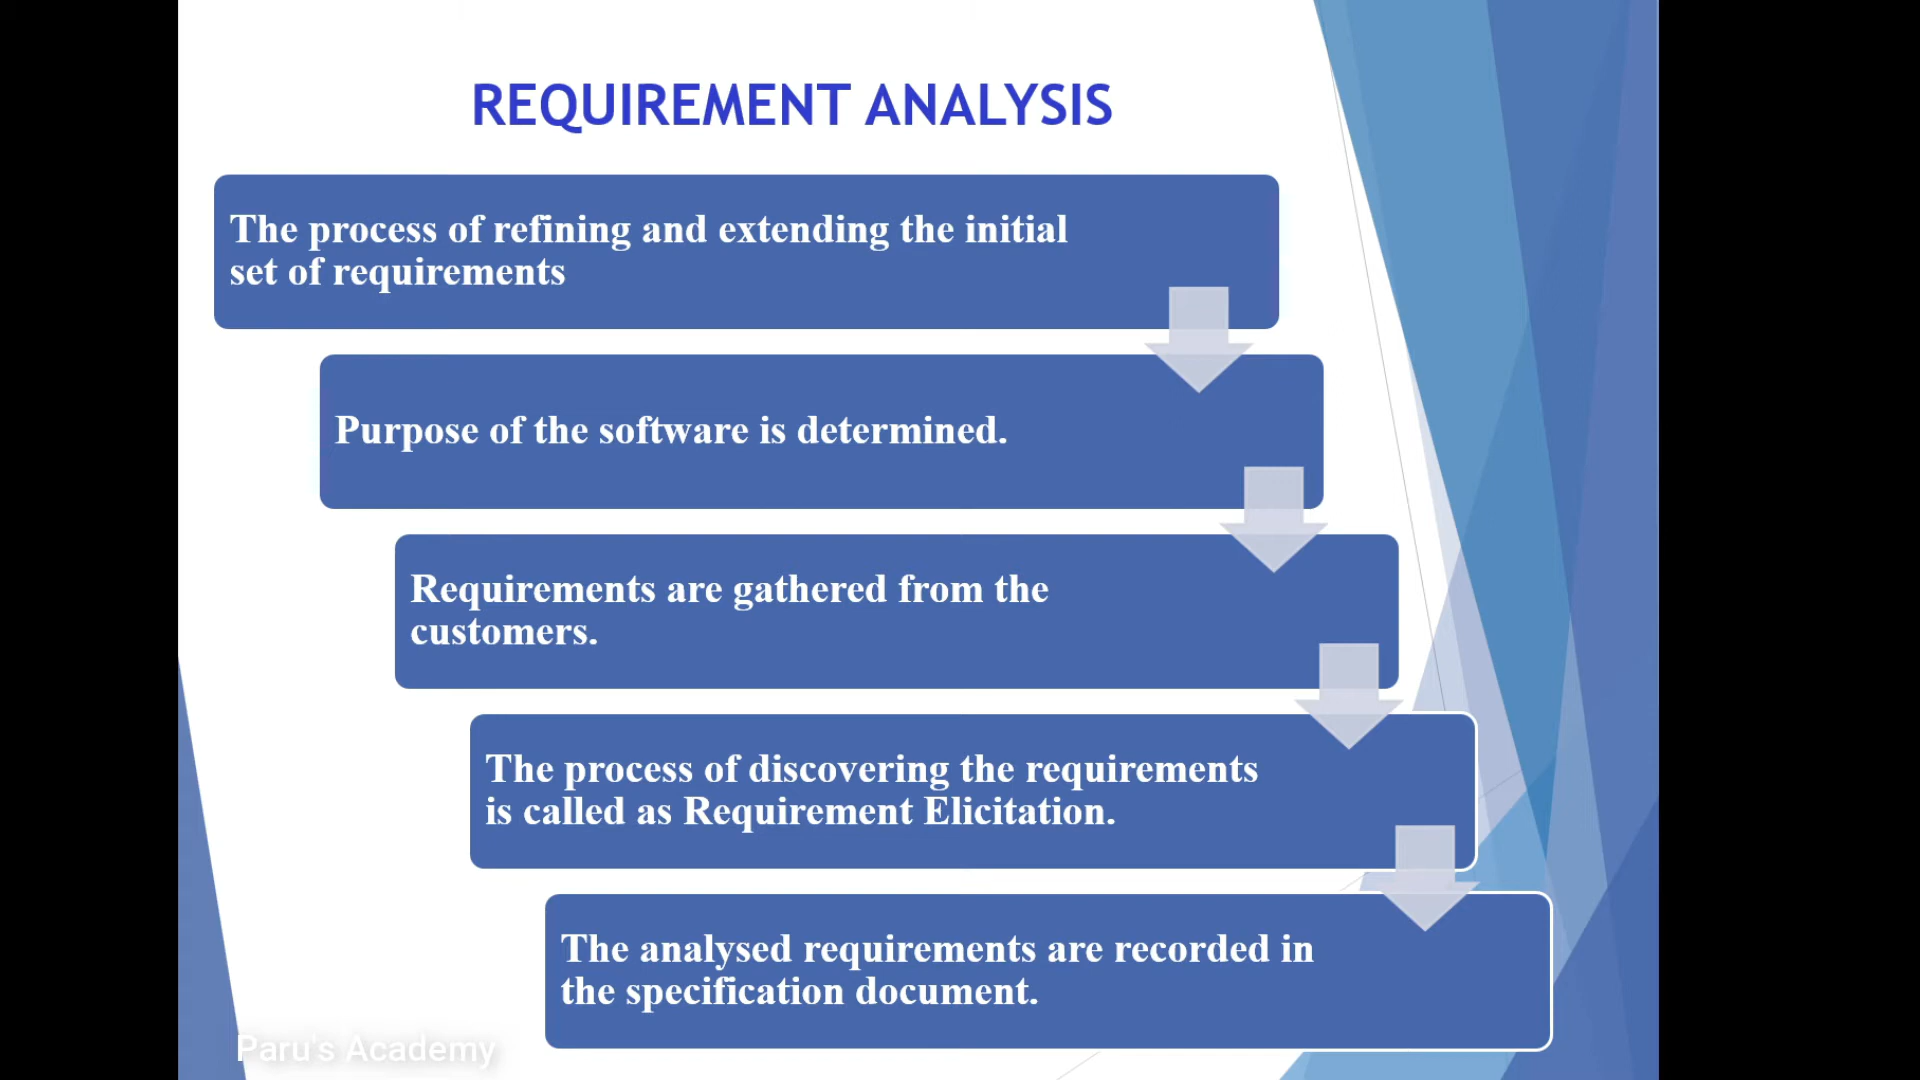 REQUIREMENT ANALYSIS
The process of refining and extending the initial
set of requirements
Purpose of the software is determined.
Requirements are gathered from the
customers.
The process of discovering the requirements
is called as Requirement Elicitation.
The analysed requirements are recorded in
the specification document.
Paru's Academy